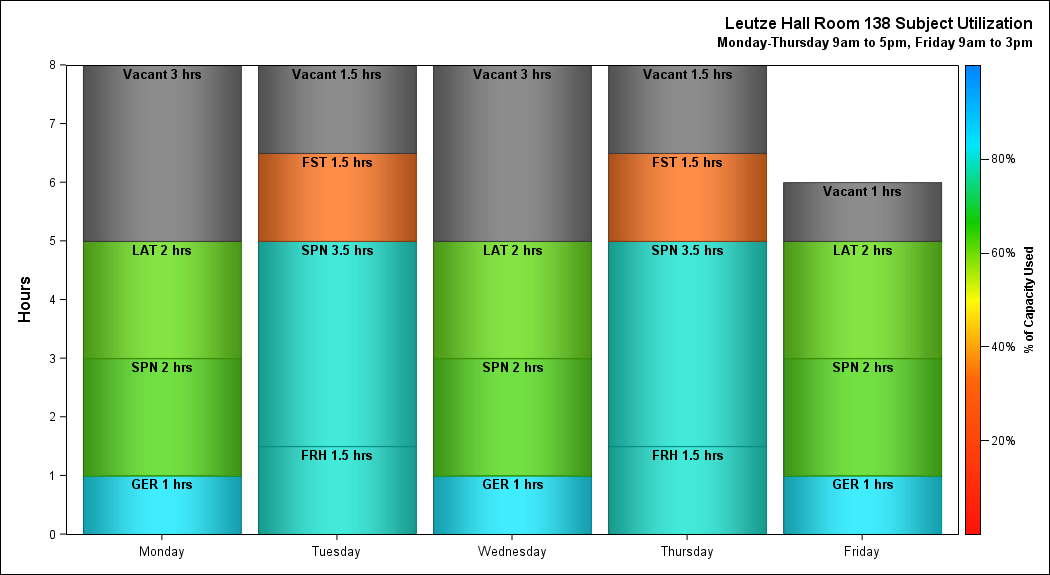 Leutze Hall Room 138 Subject Utilization
Monday-Thursday 9am to 5pm, Friday 9am to 3pm
8
7
6
5
4
3
2
1
0
Hours
Vacant 3 hrs
LAT 2 hrs
SPN 2 hrs
GER 1 hrs
Vacant 1.5 hrs
FST 1.5 hrs
SPN 3.5 hrs
FRH 1.5 hrs
Vacant 3 hrs
LAT 2 hrs
SPN 2 hrs
GER 1 hrs
Vacant 1.5 hrs
FST 1.5 hrs
SPN 3.5 hrs
FRH 1.5 hrs
Vacant 1 hrs
LAT 2 hrs
SPN 2 hrs
GER 1 hrs
Monday
Tuesday
Wednesday
Thursday
Friday
80%
60%
40%
20%
% of Capacity Used